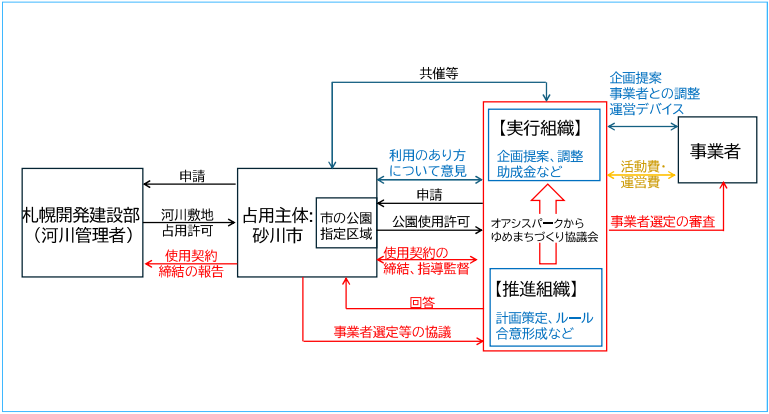 共催等
企画提案
事業者との調整
運営デバイス
【実行組織】
企画提案、調整
助成金など
事業者
利用のあり方
について意見
活動費・
運営費
申請
申請
札幌開発建設部
（河川管理者）
河川敷地
占用許可
占用主体:
砂川市
市の公園
指定区域
公園使用許可
オアシスパークから
ゆめまちづくり協議会
事業者選定の審査
使用契約
締結の報告
使用契約の
締結、指導監督
【推進組織】
回答
計画策定、ルール
合意形成など
事業者選定等の協議